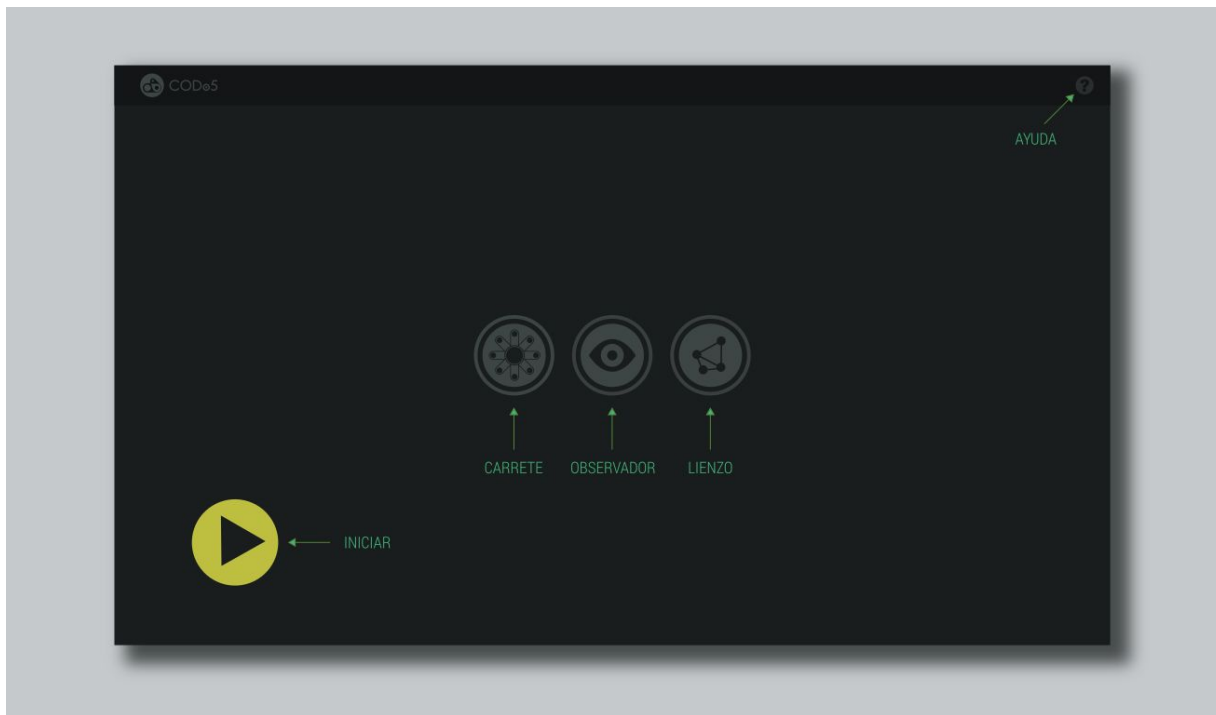 CODe5
?
AYUDA
CARRETE OBSERVADOR LIENZO
INICIAR